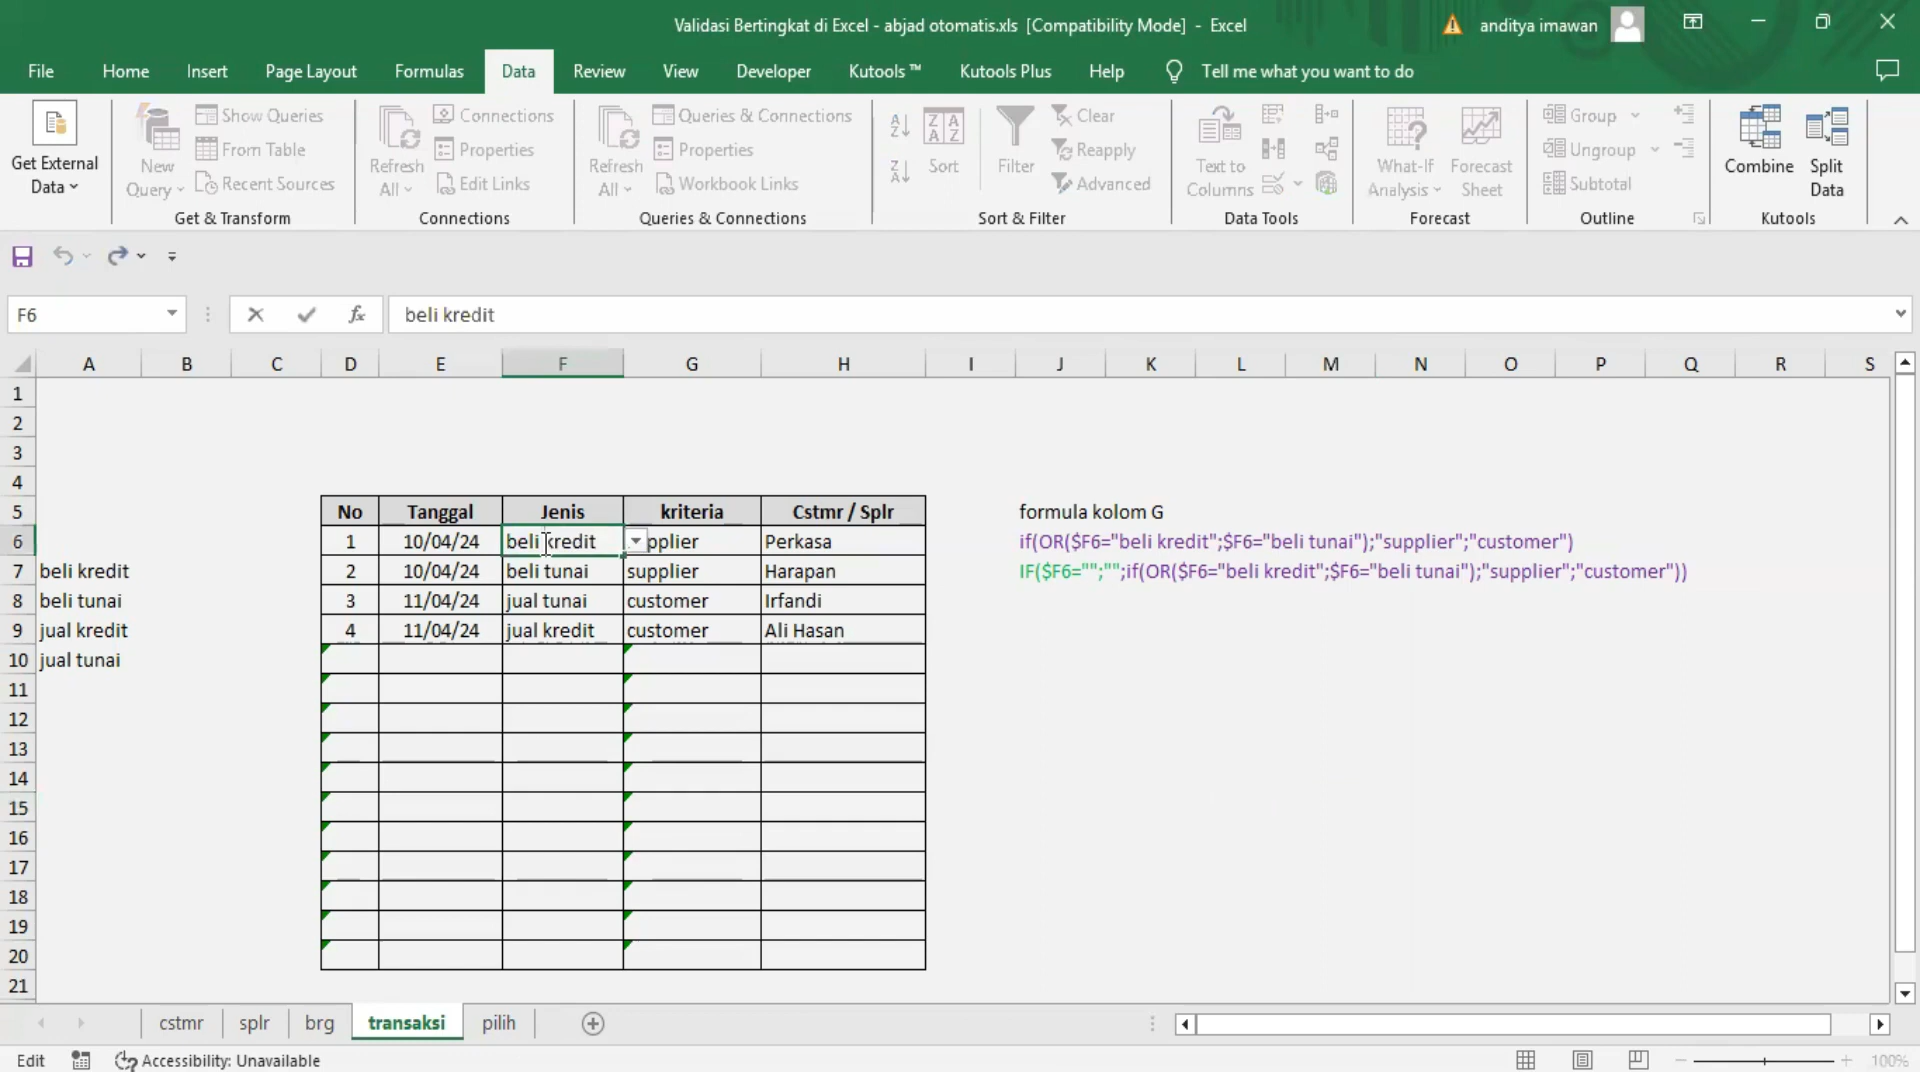 Validasi Bertingkat di Excel - abjad otomatis.xls [Compatibility Mode] - Excel
anditya imawan
File Home Insert Page Layout Formulas Data Review View Developer Kutools ™ Kutools Plus Help Tell me what you want to do
Get External Data
New Query
Show Queries
From Table
Recent Sources
Get & Transform
Refresh All
Connections
Properties
Edit Links
Connections
Refresh All
Queries & Connections
Properties
Workbook Links
Queries & Connections
Sort
Filter
Clear
Reapply
Advanced
Sort & Filter
Text to Columns
Data Tools
What-If Analysis
Forecast Sheet
Forecast
Group
Ungroup
Subtotal
Outline
Combine
Split Data
Kutools
F6 fx beli kredit
A B C D E F G H I J K L M N O P Q R S
1
2
3
4
5 No Tanggal Jenis kriteria Cstmr / Splr formula kolom G
6 1 10/04/24 beli kredit pplier Perkasa if(OR($F6="beli kredit";$F6="beli tunai");"supplier";"customer")
7 beli kredit 2 10/04/24 beli tunai supplier Harapan IF($F6="";"";if(OR($F6="beli kredit";$F6="beli tunai");"supplier";"customer"))
8 beli tunai 3 11/04/24 jual tunai customer Irfandi
9 jual kredit 4 11/04/24 jual kredit customer Ali Hasan
10 jual tunai
11
12
13
14
15
16
17
18
19
20
21
cstmr splr brg transaksi pilih
Edit Accessibility: Unavailable 100%